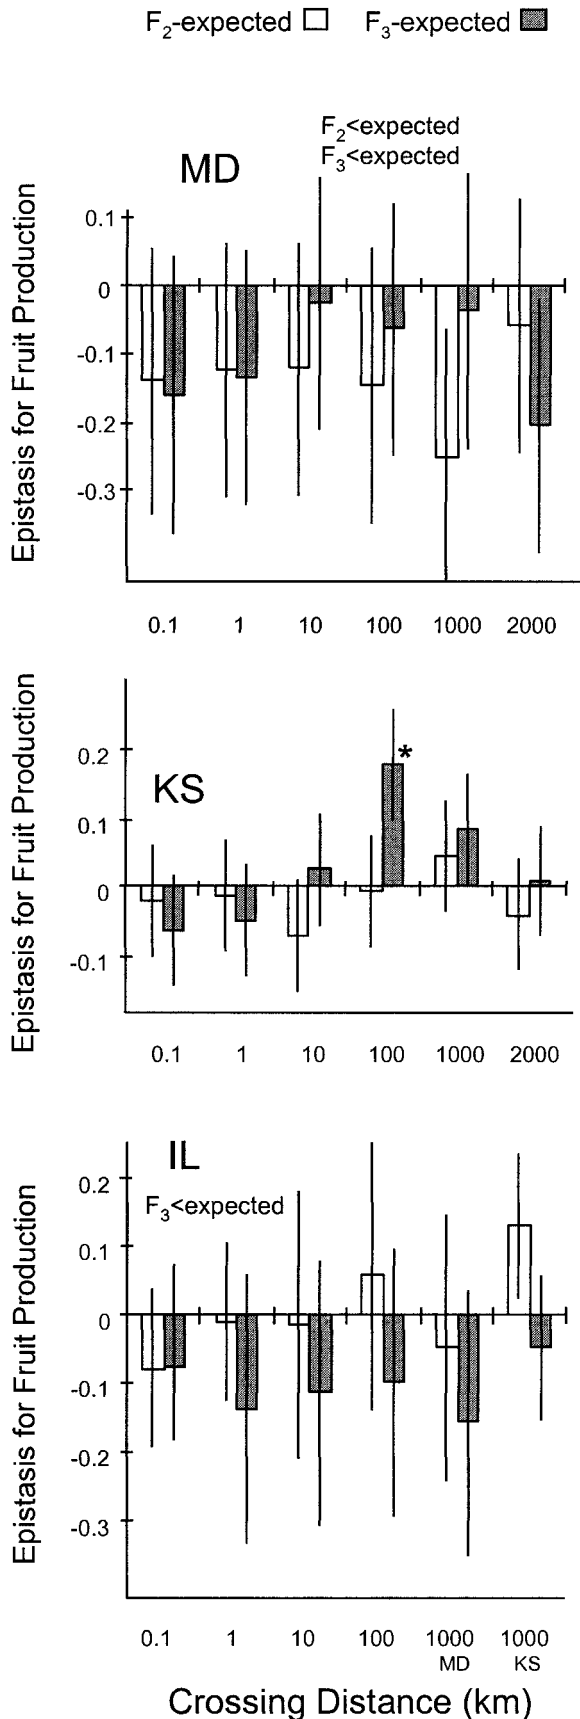 F₂-expected F₃-expected
F₂<expected
F₃<expected
MD
Epistasis for Fruit Production
0.1
0
-0.1
-0.2
-0.3
0.1 1 10 100 1000 2000
KS
Epistasis for Fruit Production
0.2
0.1
0
-0.1
*
0.1 1 10 100 1000 2000
IL
F₃<expected
Epistasis for Fruit Production
0.2
0.1
0
-0.1
-0.2
-0.3
0.1 1 10 100 1000 1000
MD KS
Crossing Distance (km)